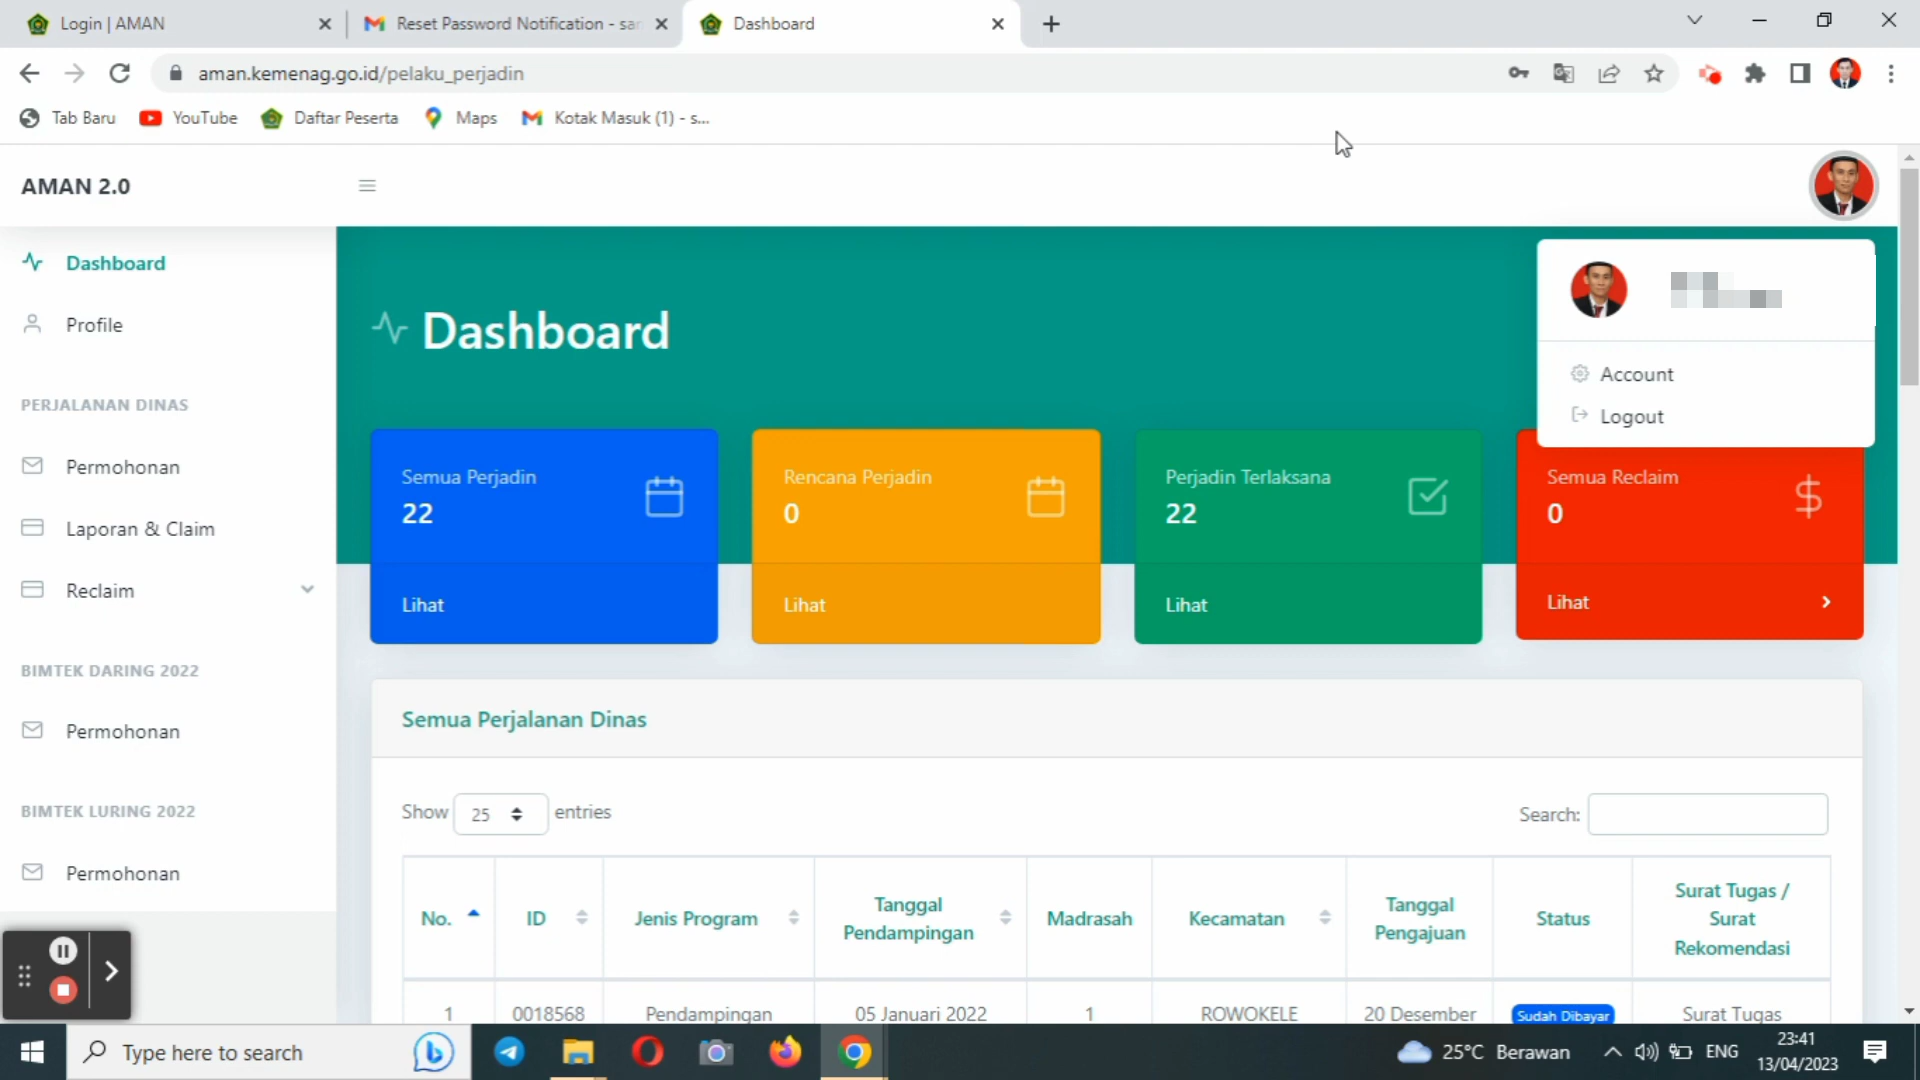 Login | AMAN
Reset Password Notification - sa
Dashboard
aman.kemenag.go.id/pelaku_perjadin
Tab Baru
YouTube
Daftar Peserta
Maps
Kotak Masuk (1) - s...
AMAN 2.0
Dashboard
Profile
PERJALANAN DINAS
Permohonan
Laporan & Claim
Reclaim
BIMTEK DARING 2022
Permohonan
BIMTEK LURING 2022
Permohonan
Dashboard
Account
Logout
Semua Perjadin
22
Lihat
Rencana Perjadin
0
Lihat
Perjadin Terlaksana
22
Lihat
Semua Reclaim
0
Lihat
Semua Perjalanan Dinas
Show 25 entries
Search:
No.
ID
Jenis Program
Tanggal
Pendampingan
Madrasah
Kecamatan
Tanggal
Pengajuan
Status
Surat Tugas /
Surat
Rekomendasi
1
0018568
Pendampingan
05 Januari 2022
1
ROWOKELE
20 Desember
Sudah Dibayar
Surat Tugas
Type here to search
25°C Berawan
ENG
23:41
13/04/2023